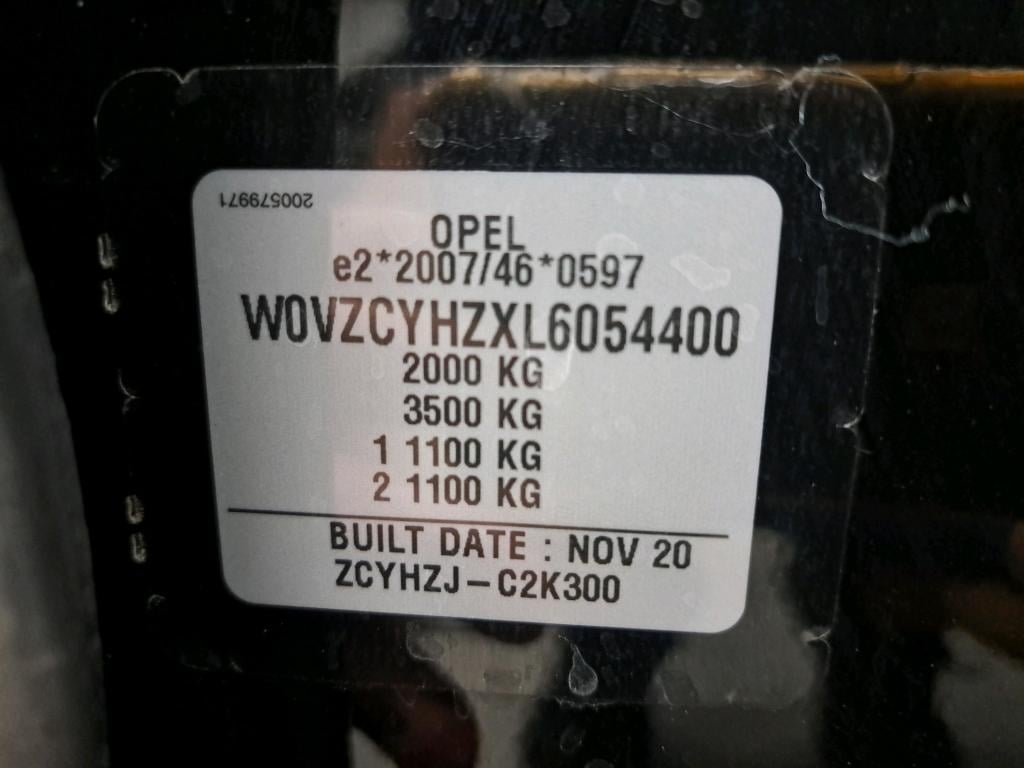 200579971
OPEL
e2*2007/46*0597
W0VZCYHZXL6054400
2000 KG
3500 KG
1 1100 KG
2 1100 KG
BUILT DATE : NOV 20
ZCYHZJ-C2K300